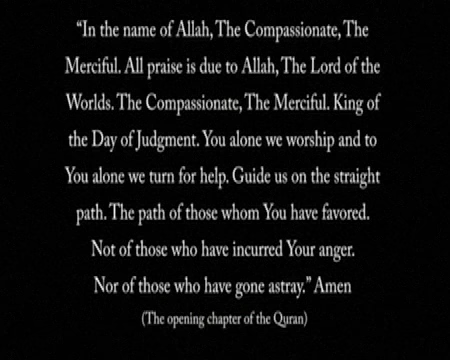 “In the name of Allah, The Compassionate, The
Merciful. All praise is due to Allah, The Lord of the
Worlds. The Compassionate, The Merciful. King of
the Day of Judgment. You alone we worship and to
You alone we turn for help. Guide us on the straight
path. The path of those whom You have favored.
Not of those who have incurred Your anger.
Nor of those who have gone astray.” Amen
(The opening chapter of the Quran)